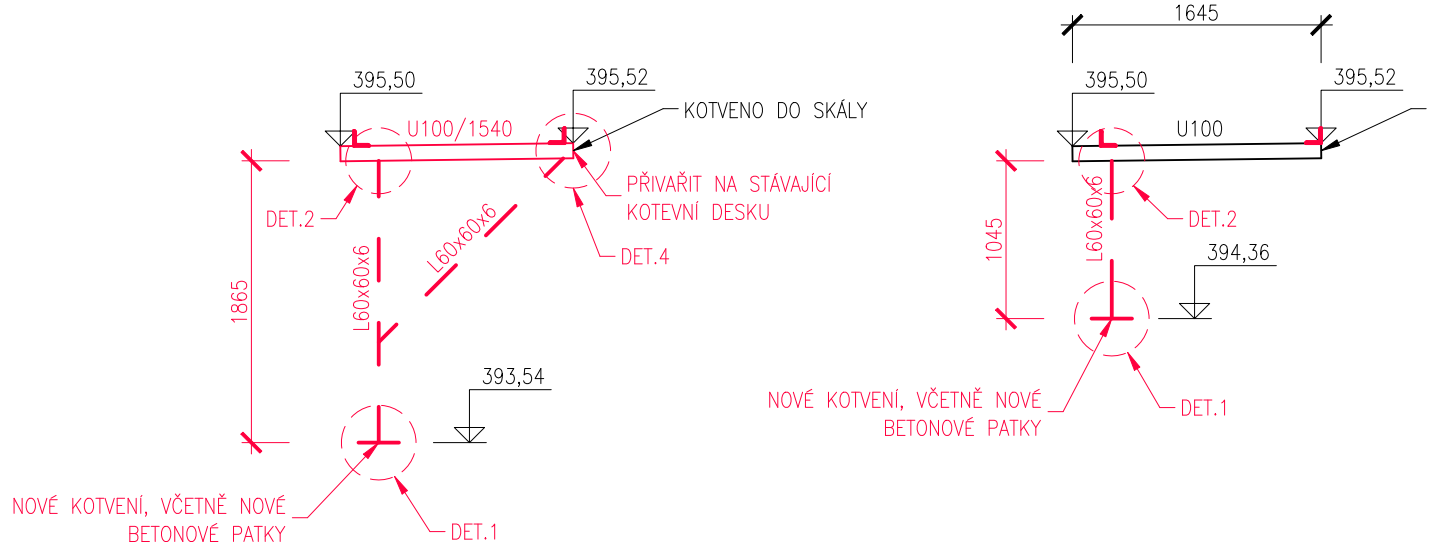 395,50
395,52
U100/1540
KOTVENO DO SKÁLY
PŘIVAŘIT NA STÁVAJÍCÍ
KOTEVNÍ DESKU
DET.2
DET.4
L60x60x6
L60x60x6
1865
393,54
NOVÉ KOTVENÍ, VČETNĚ NOVÉ
BETONOVÉ PATKY
DET.1
1645
395,50
395,52
U100
L60x60x6
DET.2
1045
394,36
NOVÉ KOTVENÍ, VČETNĚ NOVÉ
BETONOVÉ PATKY
DET.1